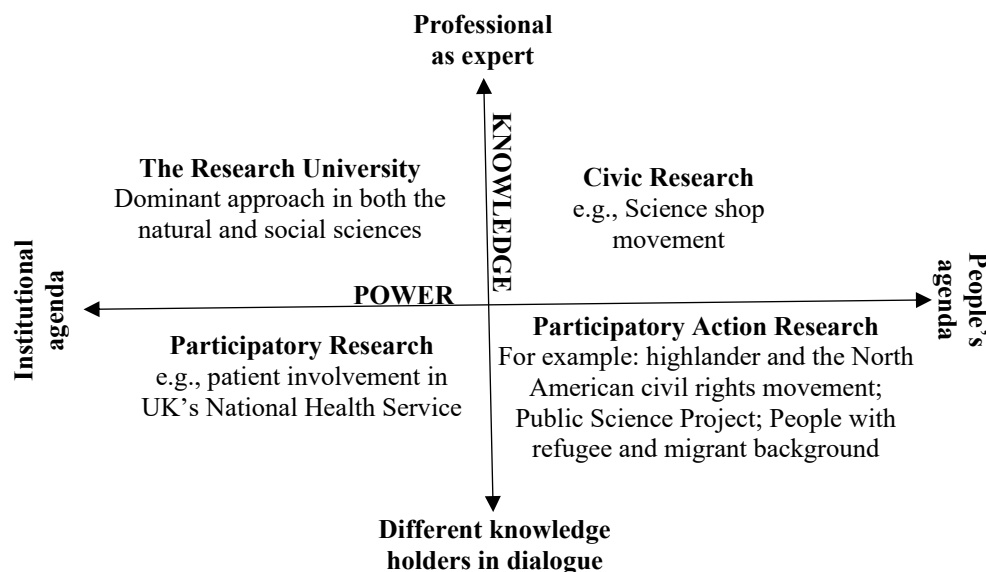 Professional
as expert
KNOWLEDGE
The Research University
Dominant approach in both the
natural and social sciences
Civic Research
e.g., Science shop
movement
Institutional
agenda
POWER
People's
agenda
Participatory Research
e.g., patient involvement in
UK's National Health Service
Participatory Action Research
For example: highlander and the North
American civil rights movement;
Public Science Project; People with
refugee and migrant background
Different knowledge
holders in dialogue